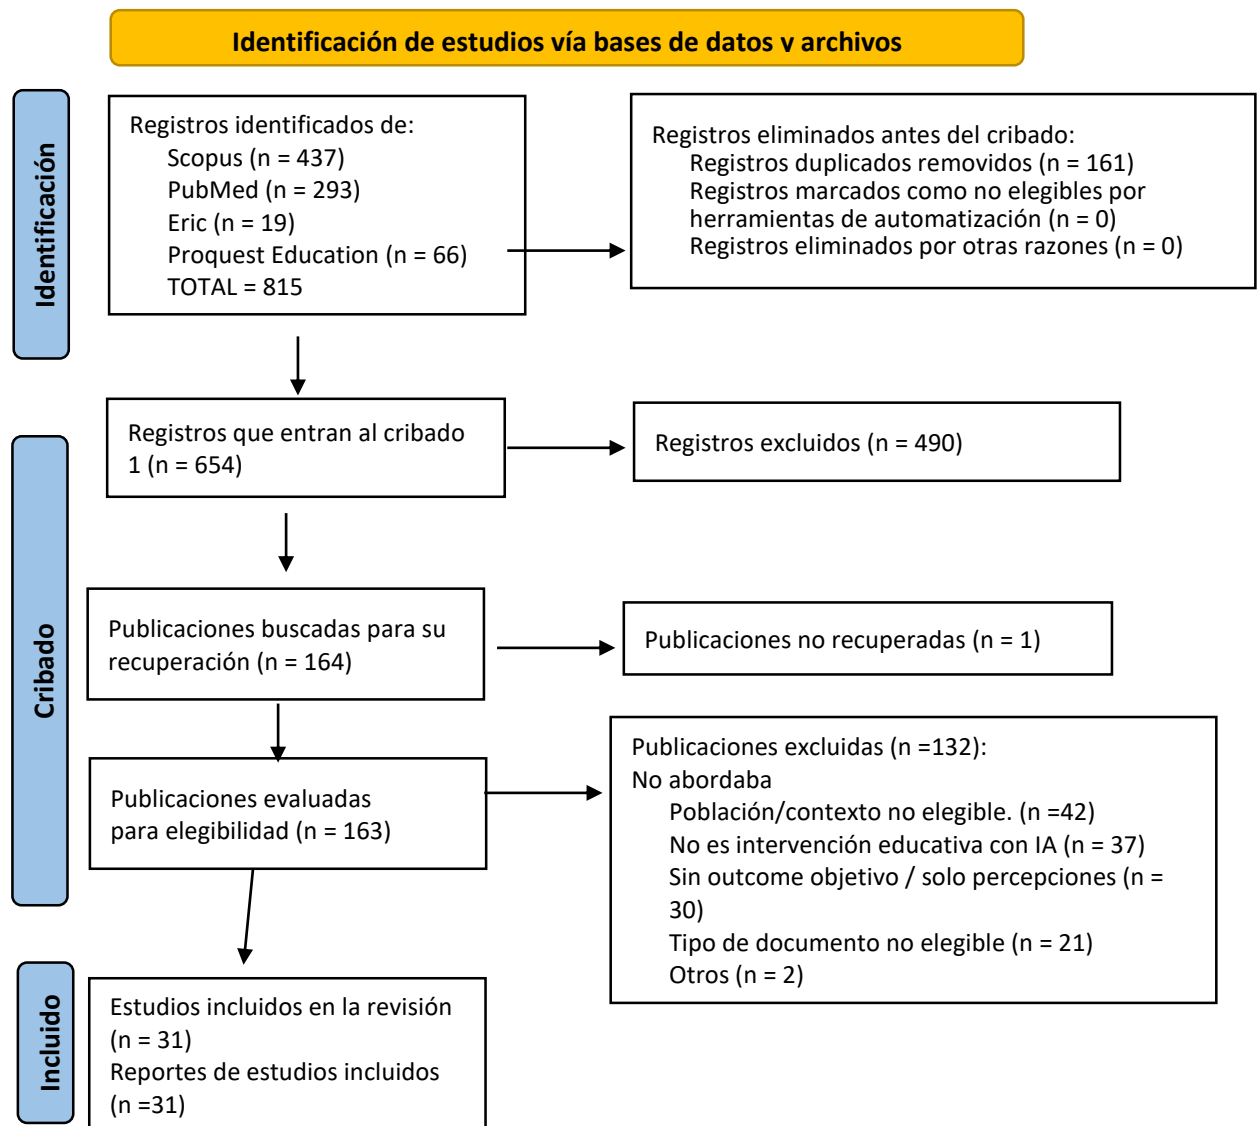 Identificación de estudios vía bases de datos y archivos
Identificación
Registros identificados de:
Scopus (n = 437)
PubMed (n = 293)
Eric (n = 19)
Proquest Education (n = 66)
TOTAL = 815
Registros eliminados antes del cribado:
Registros duplicados removidos (n = 161)
Registros marcados como no elegibles por
herramientas de automatización (n = 0)
Registros eliminados por otras razones (n = 0)
Cribado
Registros que entran al cribado
1 (n = 654)
Registros excluidos (n = 490)
Publicaciones buscadas para su
recuperación (n = 164)
Publicaciones no recuperadas (n = 1)
Publicaciones evaluadas
para elegibilidad (n = 163)
Publicaciones excluidas (n =132):
No abordaba
Población/contexto no elegible. (n =42)
No es intervención educativa con IA (n = 37)
Sin outcome objetivo / solo percepciones (n =
30)
Tipo de documento no elegible (n = 21)
Otros (n = 2)
Incluido
Estudios incluidos en la revisión
(n = 31)
Reportes de estudios incluidos
(n =31)